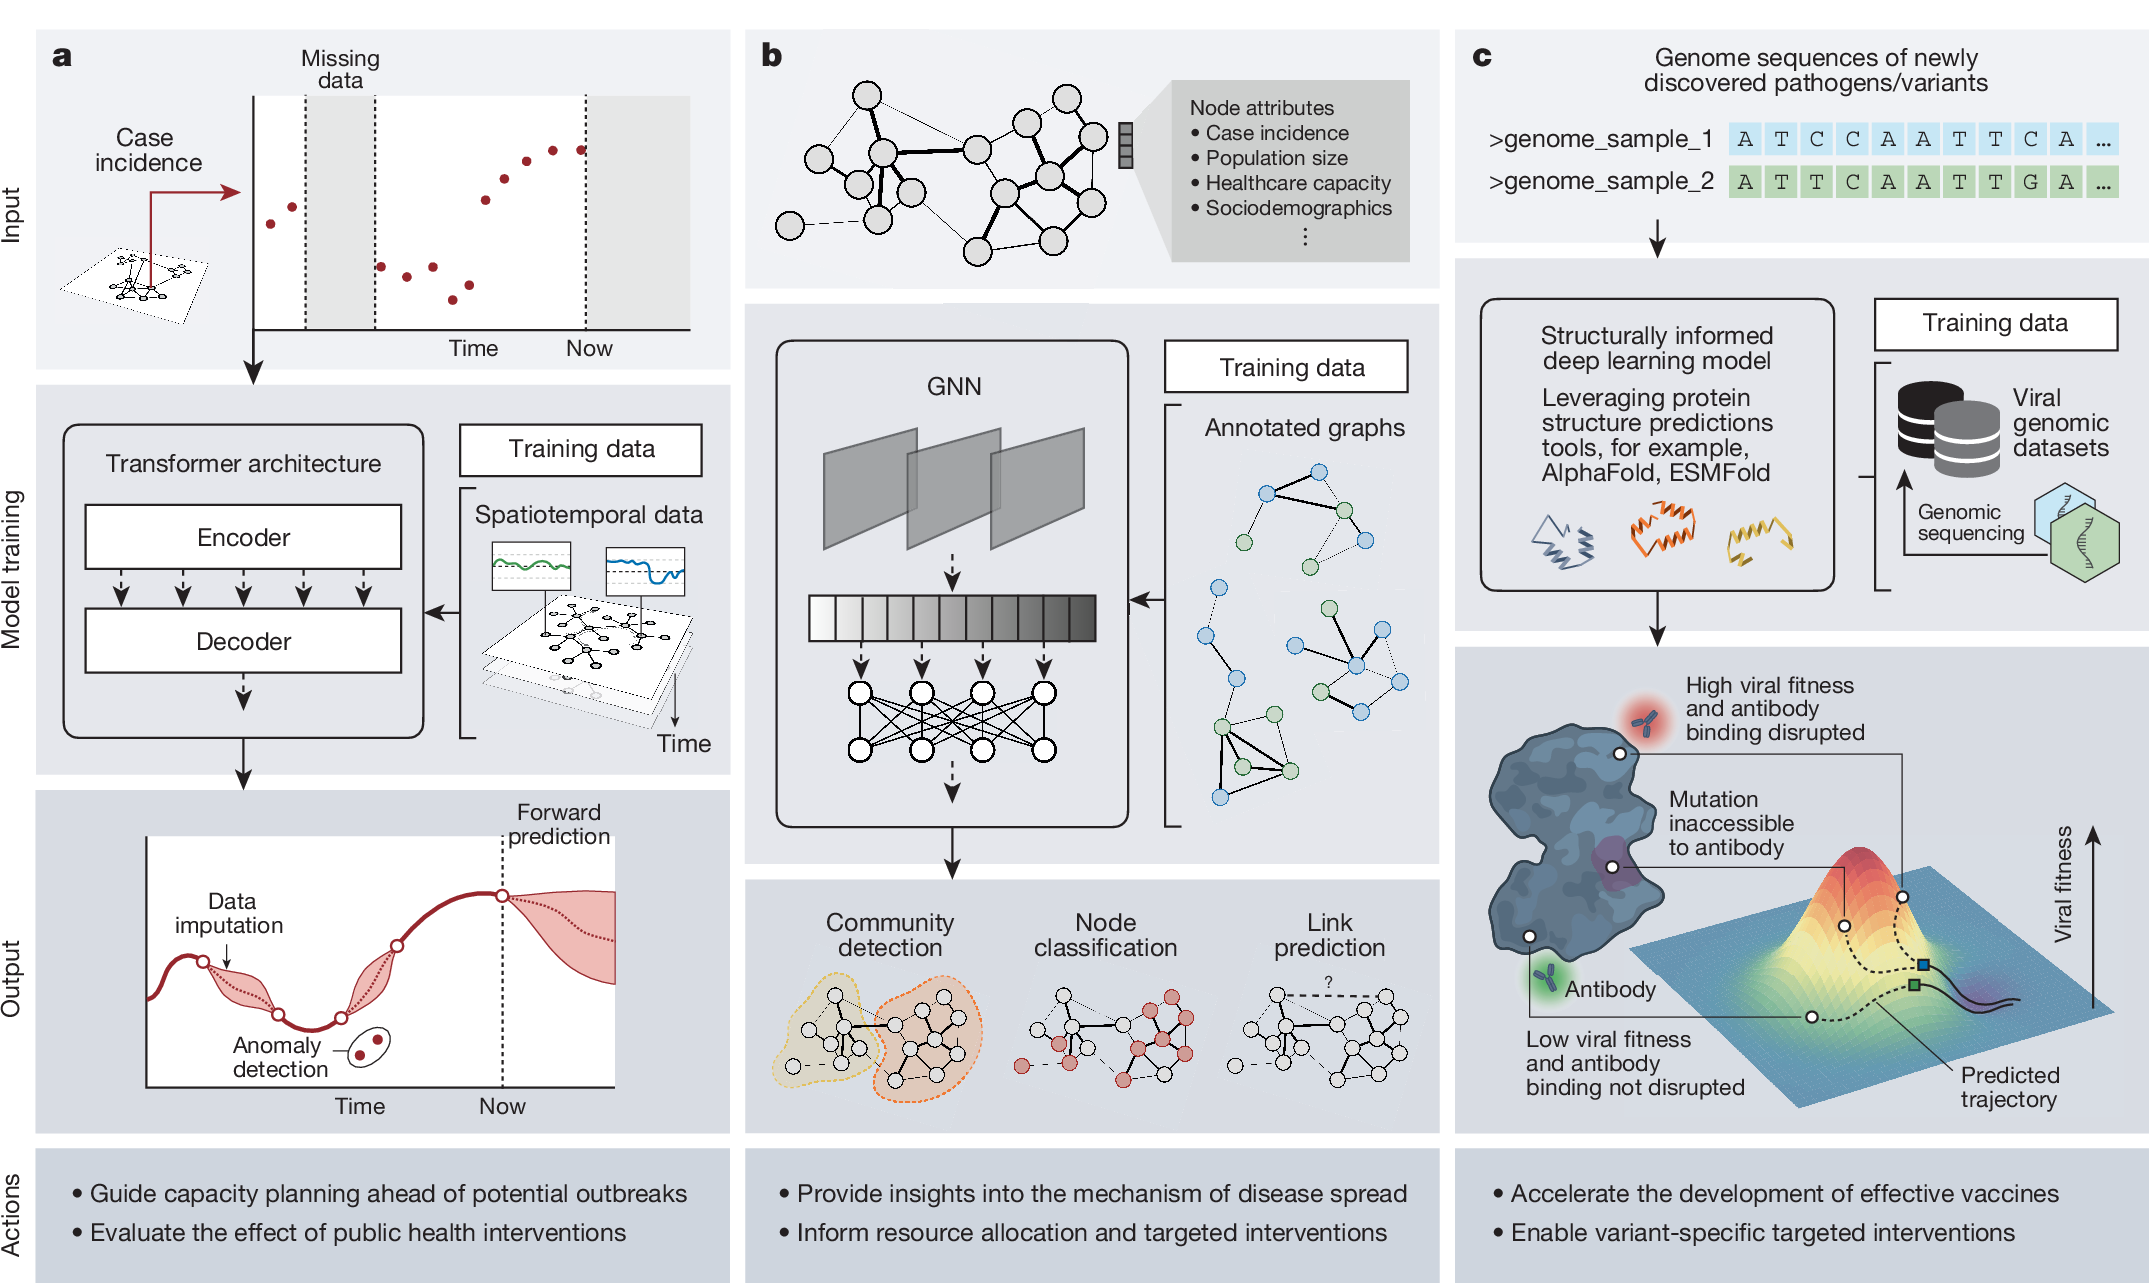 Input
Model training
Output
Actions
a
Missing
data
Case
incidence
Time
Now
Transformer architecture
Encoder
Decoder
Training data
Spatiotemporal data
Time
Forward
prediction
Data
imputation
Anomaly
detection
Time
Now
• Guide capacity planning ahead of potential outbreaks
• Evaluate the effect of public health interventions
b
Node attributes
• Case incidence
• Population size
• Healthcare capacity
• Sociodemographics
⋮
GNN
Training data
Annotated graphs
Community
detection
Node
classification
Link
prediction
?
• Provide insights into the mechanism of disease spread
• Inform resource allocation and targeted interventions
c
Genome sequences of newly
discovered pathogens/variants
>genome_sample_1 A T C C A A T T C A ...
>genome_sample_2 A T T C A A T T G A ...
Structurally informed
deep learning model
Leveraging protein
structure predictions
tools, for example,
AlphaFold, ESMFold
Training data
Viral
genomic
datasets
Genomic
sequencing
High viral fitness
and antibody
binding disrupted
Mutation
inaccessible
to antibody
Viral fitness
Antibody
Low viral fitness
and antibody
binding not disrupted
Predicted
trajectory
• Accelerate the development of effective vaccines
• Enable variant-specific targeted interventions